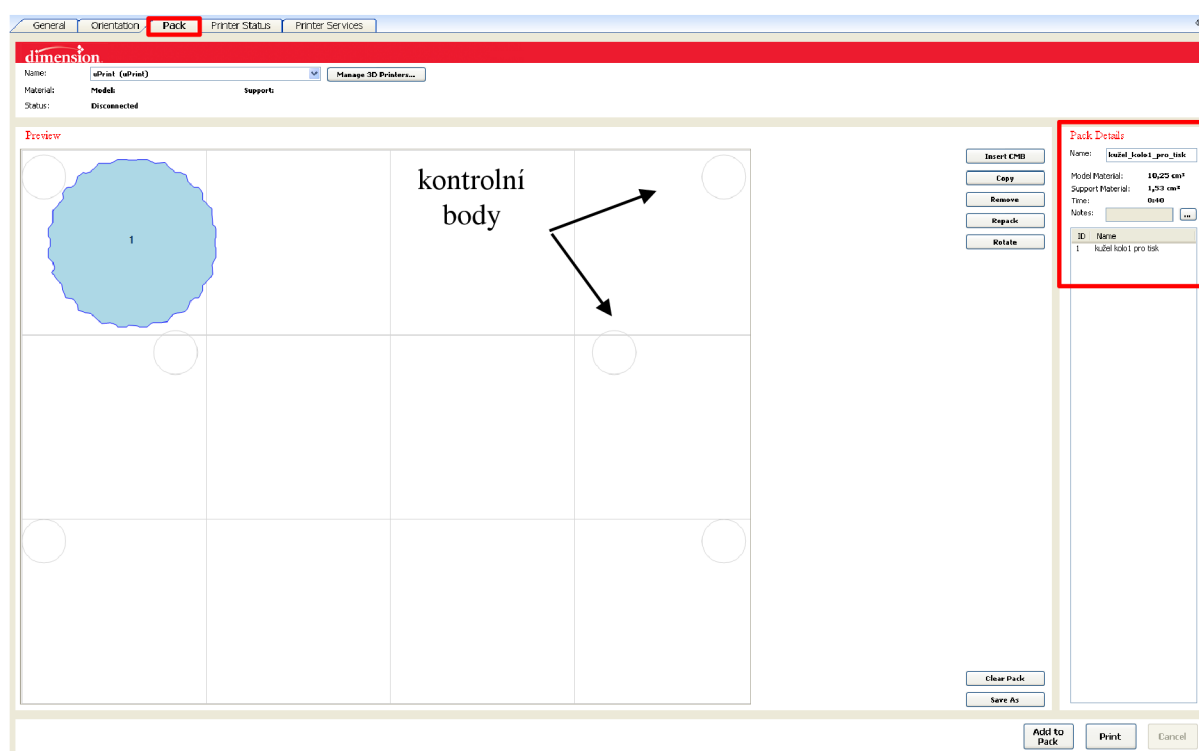 General Orientation Pack Printer Status Printer Services
dimension
Name: uPrint (uPrint) Manage 3D Printers...
Material: Model: Support:
Status: Disconnected
Preview
1
kontrolní
body
Insert CMB
Copy
Remove
Repack
Rotate
Clear Pack
Save As
Pack Details
Name: kužel_kolo1_pro_tisk
Model Material: 10,25 cm³
Support Material: 1,53 cm³
Time: 0:40
Notes: ...
ID Name
1 kužel kolo1 pro tisk
Add to
Pack
Print
Cancel